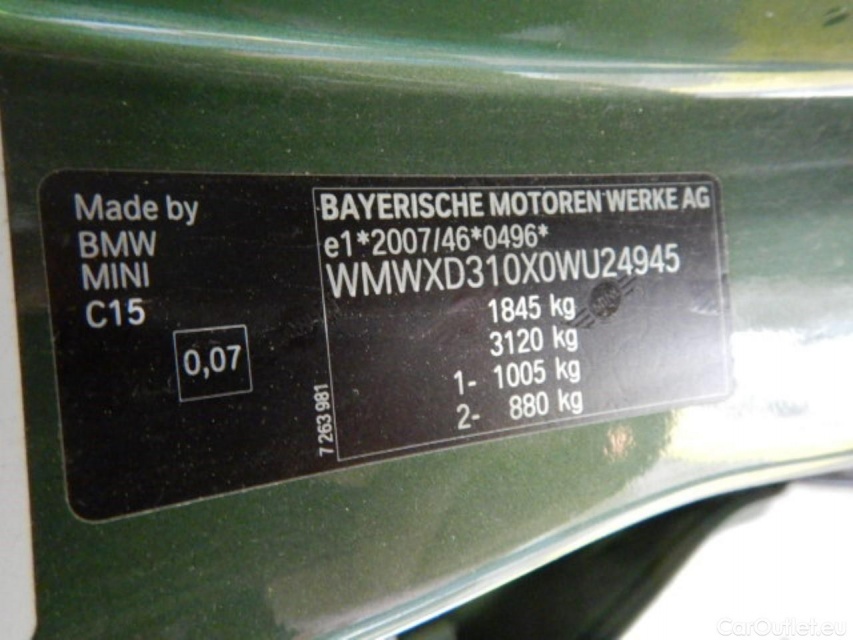 Made by
BMW
MINI
C15
0,07
7 263 981
BAYERISCHE MOTOREN WERKE AG
e1*2007/46*0496*
WMWXD310X0WU24945
1845 kg
3120 kg
1- 1005 kg
2- 880 kg
CarOutlet.eu